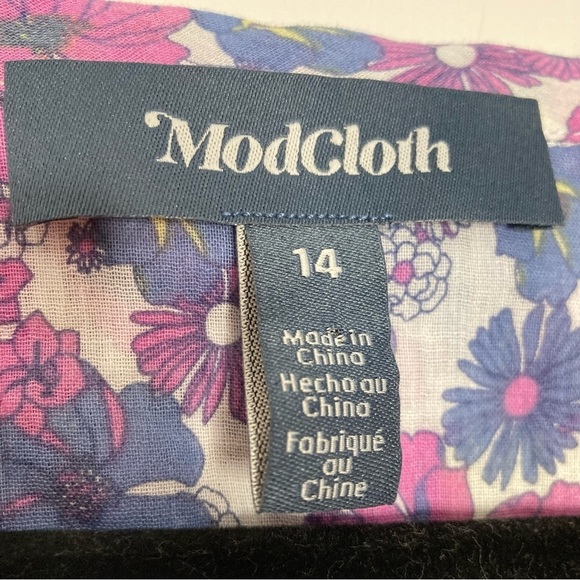 ModCloth
14
Made in
China
Hecho au
China
Fabriqué
au
Chine